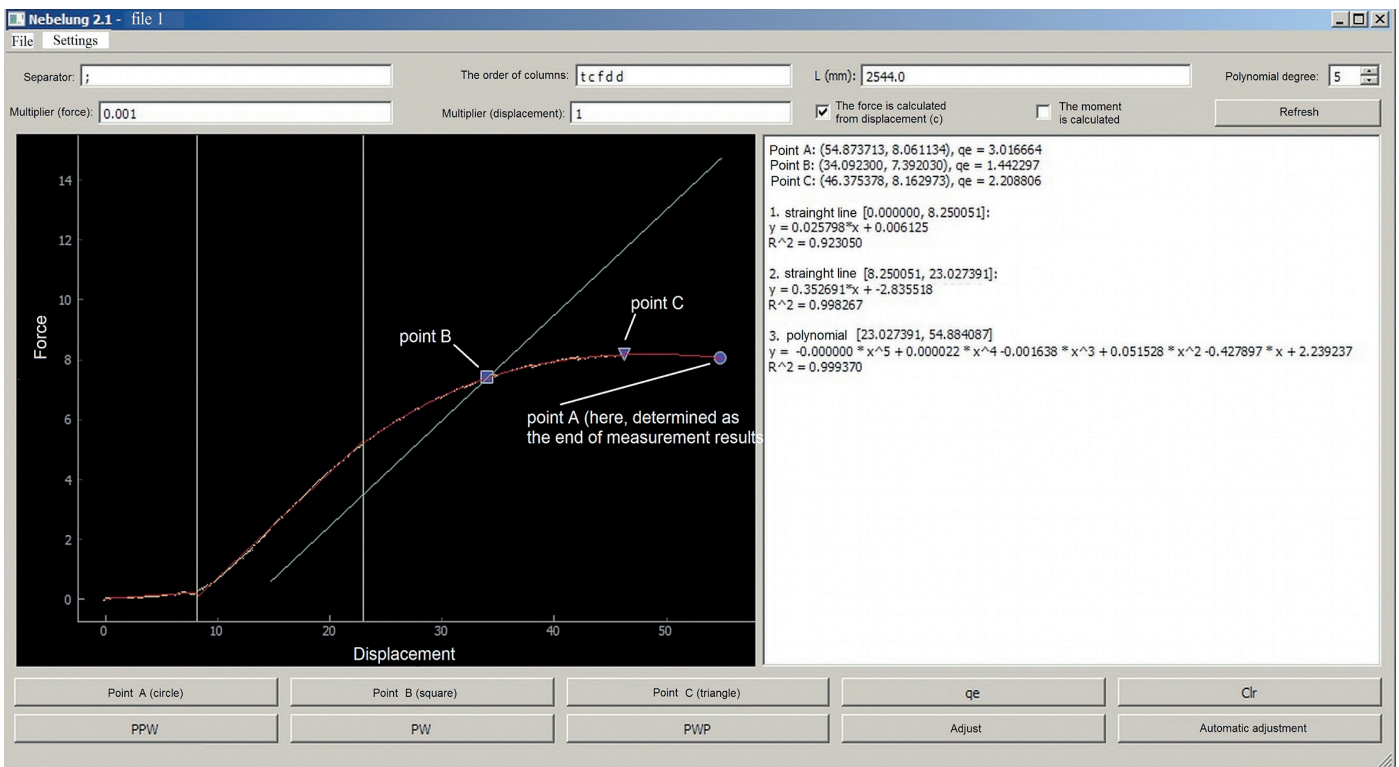 Nebelung 2.1 - file 1
File Settings
Separator: ; The order of columns: t c f d d L (mm): 2544.0 Polynomial degree: 5
Multiplier (force): 0.001 Multiplier (displacement): 1 The force is calculated from displacement (c) The moment is calculated Refresh
14
12
10
8
6
4
2
0
Force
point C
point B
point A (here, determined as
the end of measurement results
0 10 20 30 40 50
Displacement
Point A: (54.873713, 8.061134), qe = 3.016664
Point B: (34.092300, 7.392030), qe = 1.442297
Point C: (46.375378, 8.162973), qe = 2.208806
1. strainght line [0.000000, 8.250051]:
y = 0.025798*x + 0.006125
R^2 = 0.923050
2. strainght line [8.250051, 23.027391]:
y = 0.352691*x + -2.835518
R^2 = 0.998267
3. polynomial [23.027391, 54.884087]
y = -0.000000 * x^5 + 0.000022 * x^4 -0.001638 * x^3 + 0.051528 * x^2 -0.427897 * x + 2.239237
R^2 = 0.999370
Point A (circle) Point B (square) Point C (triangle) qe Clr
PPW PW PWP Adjust Automatic adjustment